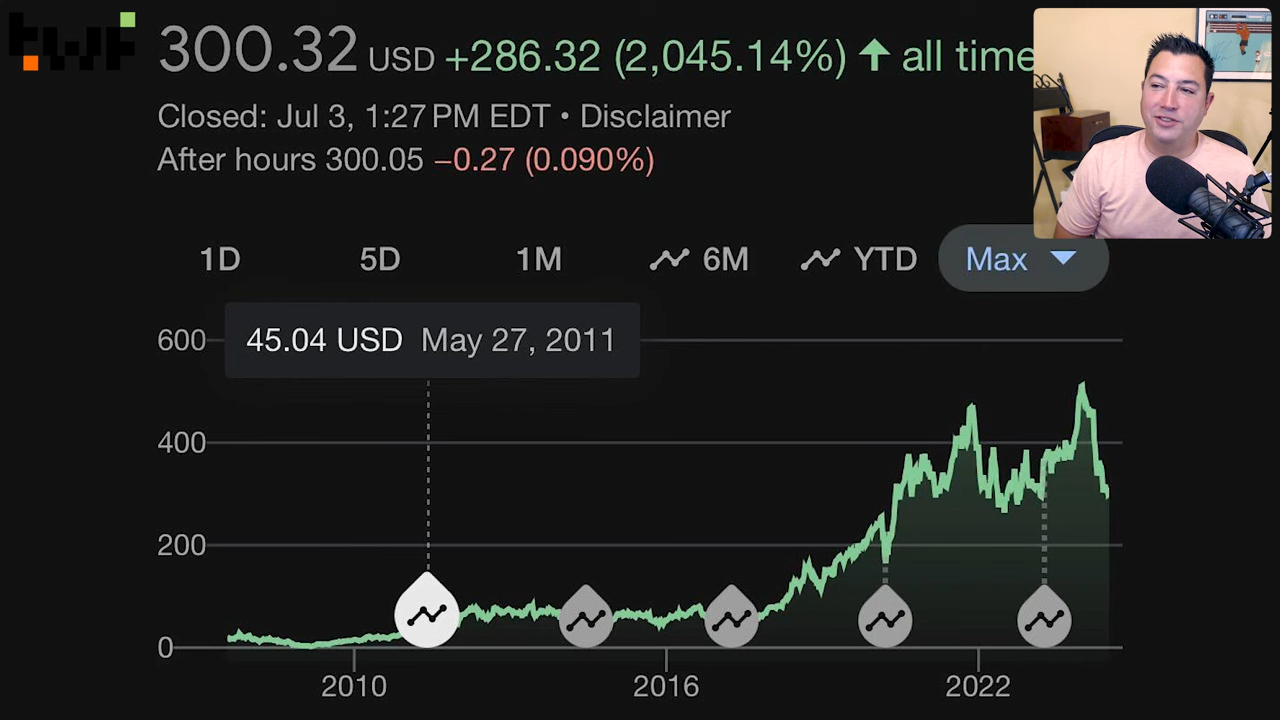 twf
300.32 USD +286.32 (2,045.14%) ↑ all time
Closed: Jul 3, 1:27 PM EDT • Disclaimer
After hours 300.05 −0.27 (0.090%)
1D 5D 1M 6M YTD Max
45.04 USD May 27, 2011
600
400
200
0
2010 2016 2022